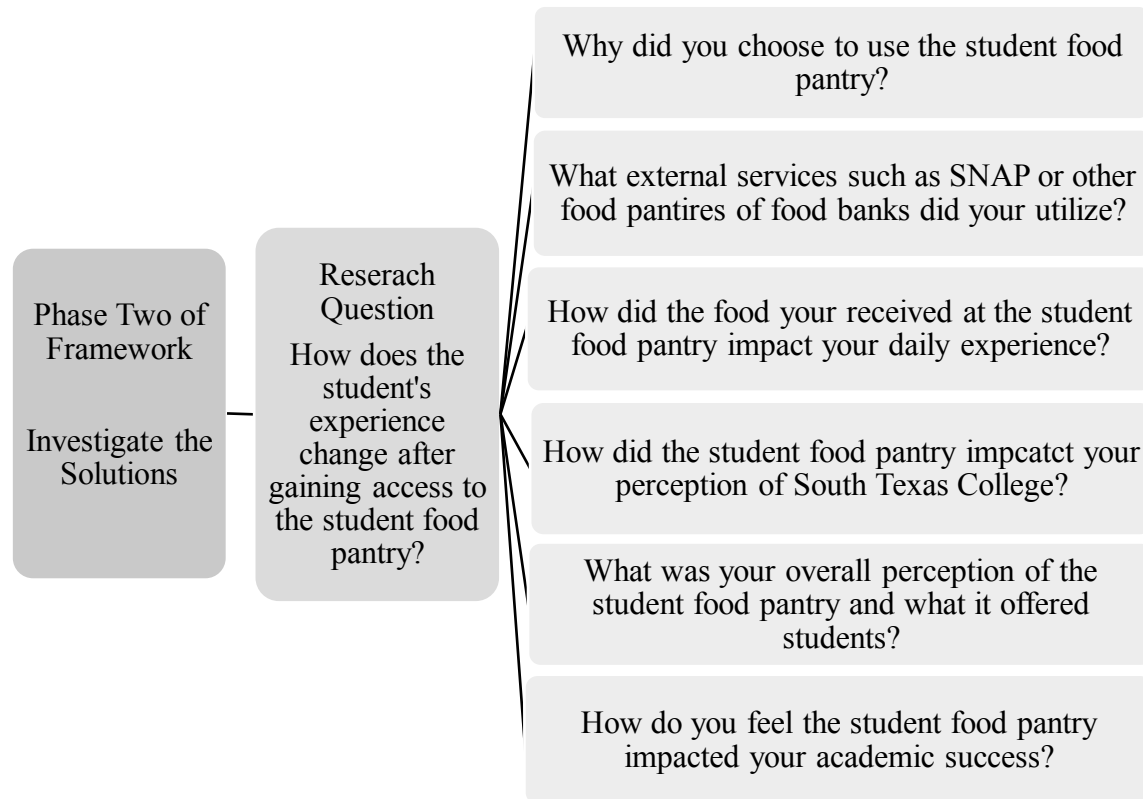 Phase Two of
Framework
Investigate the
Solutions
Reserach
Question
How does the
student's
experience
change after
gaining access to
the student food
pantry?
Why did you choose to use the student food
pantry?
What external services such as SNAP or other
food pantires of food banks did your utilize?
How did the food your received at the student
food pantry impact your daily experience?
How did the student food pantry impcatct your
perception of South Texas College?
What was your overall perception of the
student food pantry and what it offered
students?
How do you feel the student food pantry
impacted your academic success?